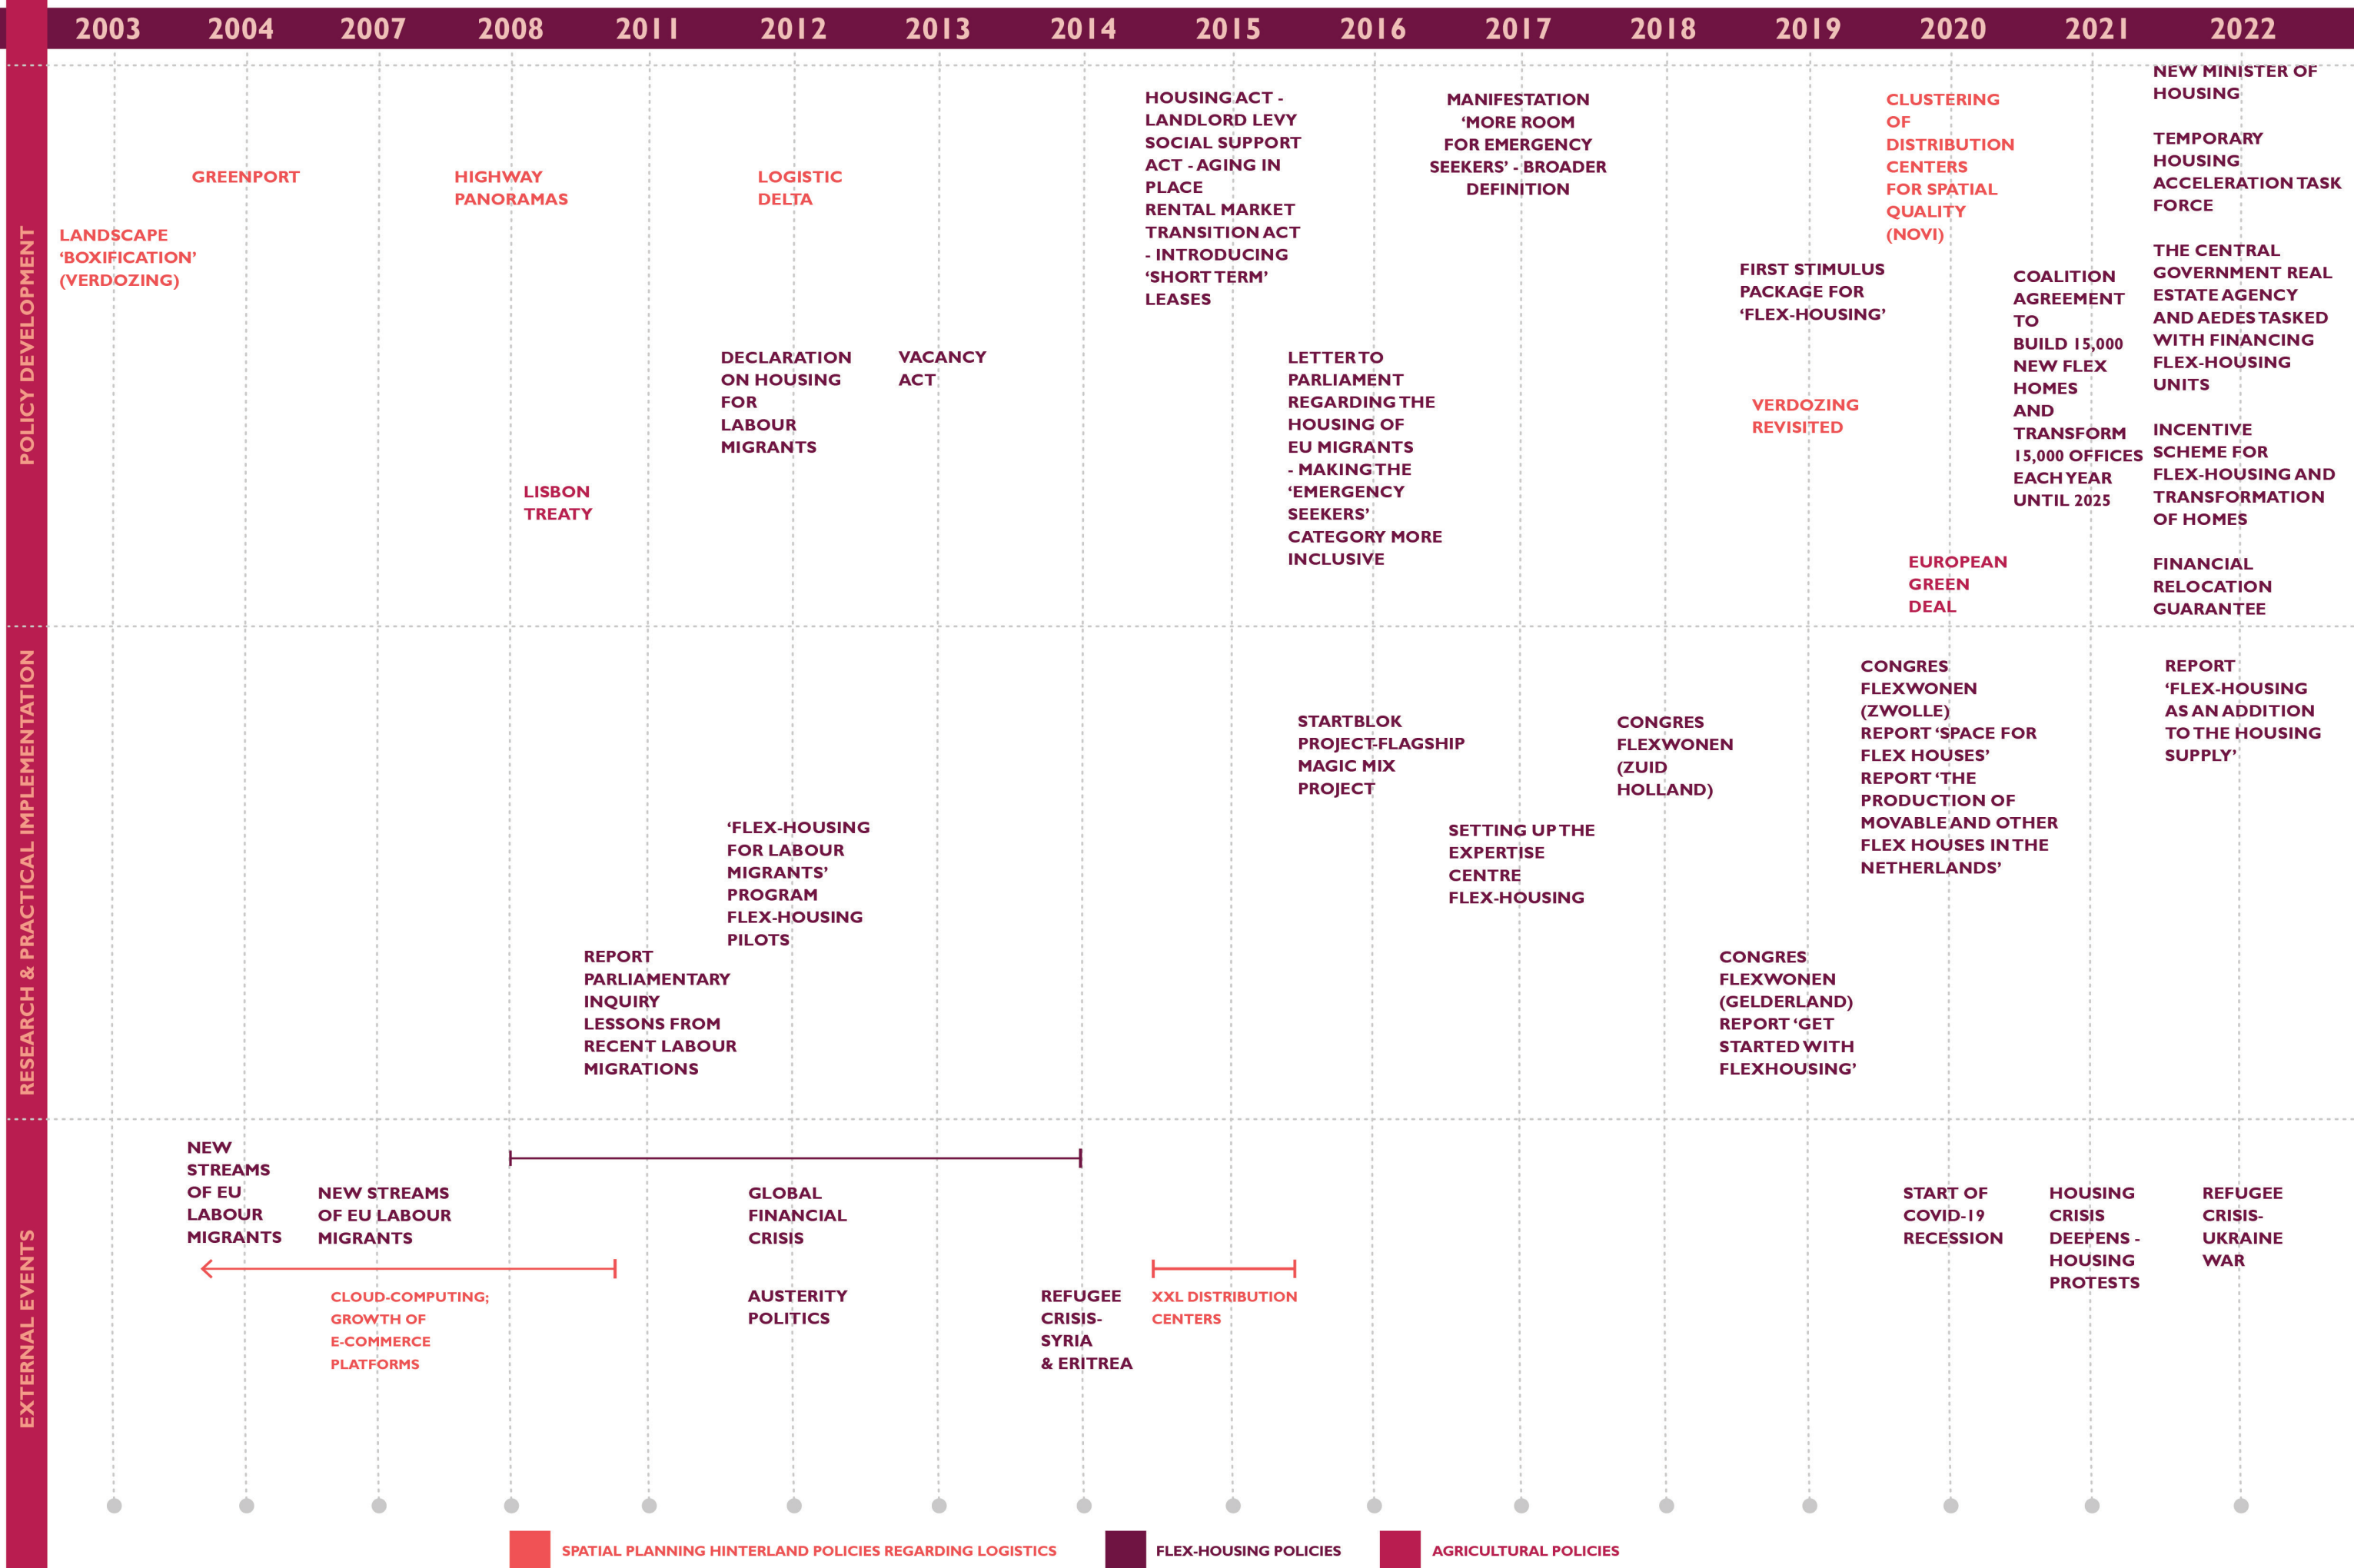 2003 2004 2007 2008 2011 2012 2013 2014 2015 2016 2017 2018 2019 2020 2021 2022
POLICY DEVELOPMENT
LANDSCAPE
‘BOXIFICATION’
(VERDOZING)
GREENPORT
HIGHWAY
PANORAMAS
LISBON
TREATY
LOGISTIC
DELTA
DECLARATION
ON HOUSING
FOR
LABOUR
MIGRANTS
VACANCY
ACT
HOUSING ACT -
LANDLORD LEVY
SOCIAL SUPPORT
ACT - AGING IN
PLACE
RENTAL MARKET
TRANSITION ACT
- INTRODUCING
‘SHORT TERM’
LEASES
LETTER TO
PARLIAMENT
REGARDING THE
HOUSING OF
EU MIGRANTS
- MAKING THE
‘EMERGENCY
SEEKERS’
CATEGORY MORE
INCLUSIVE
MANIFESTATION
‘MORE ROOM
FOR EMERGENCY
SEEKERS’ - BROADER
DEFINITION
FIRST STIMULUS
PACKAGE FOR
‘FLEX-HOUSING’
VERDOZING
REVISITED
CLUSTERING
OF
DISTRIBUTION
CENTERS
FOR SPATIAL
QUALITY
(NOVI)
EUROPEAN
GREEN
DEAL
COALITION
AGREEMENT
TO
BUILD 15,000
NEW FLEX
HOMES
AND
TRANSFORM
15,000 OFFICES
EACH YEAR
UNTIL 2025
NEW MINISTER OF
HOUSING
TEMPORARY
HOUSING
ACCELERATION TASK
FORCE
THE CENTRAL
GOVERNMENT REAL
ESTATE AGENCY
AND AEDES TASKED
WITH FINANCING
FLEX-HOUSING
UNITS
INCENTIVE
SCHEME FOR
FLEX-HOUSING AND
TRANSFORMATION
OF HOMES
FINANCIAL
RELOCATION
GUARANTEE
RESEARCH & PRACTICAL IMPLEMENTATION
REPORT
PARLIAMENTARY
INQUIRY
LESSONS FROM
RECENT LABOUR
MIGRATIONS
‘FLEX-HOUSING
FOR LABOUR
MIGRANTS’
PROGRAM
FLEX-HOUSING
PILOTS
STARTBLOK
PROJECT-FLAGSHIP
MAGIC MIX
PROJECT
SETTING UP THE
EXPERTISE
CENTRE
FLEX-HOUSING
CONGRES
FLEXWONEN
(ZUID
HOLLAND)
CONGRES
FLEXWONEN
(GELDERLAND)
REPORT ‘GET
STARTED WITH
FLEXHOUSING’
CONGRES
FLEXWONEN
(ZWOLLE)
REPORT ‘SPACE FOR
FLEX HOUSES’
REPORT ‘THE
PRODUCTION OF
MOVABLE AND OTHER
FLEX HOUSES IN THE
NETHERLANDS’
REPORT
‘FLEX-HOUSING
AS AN ADDITION
TO THE HOUSING
SUPPLY’
EXTERNAL EVENTS
NEW
STREAMS
OF EU
LABOUR
MIGRANTS
NEW STREAMS
OF EU LABOUR
MIGRANTS
CLOUD-COMPUTING;
GROWTH OF
E-COMMERCE
PLATFORMS
GLOBAL
FINANCIAL
CRISIS
AUSTERITY
POLITICS
REFUGEE
CRISIS-
SYRIA
& ERITREA
XXL DISTRIBUTION
CENTERS
START OF
COVID-19
RECESSION
HOUSING
CRISIS
DEEPENS -
HOUSING
PROTESTS
REFUGEE
CRISIS-
UKRAINE
WAR
SPATIAL PLANNING HINTERLAND POLICIES REGARDING LOGISTICS
FLEX-HOUSING POLICIES
AGRICULTURAL POLICIES